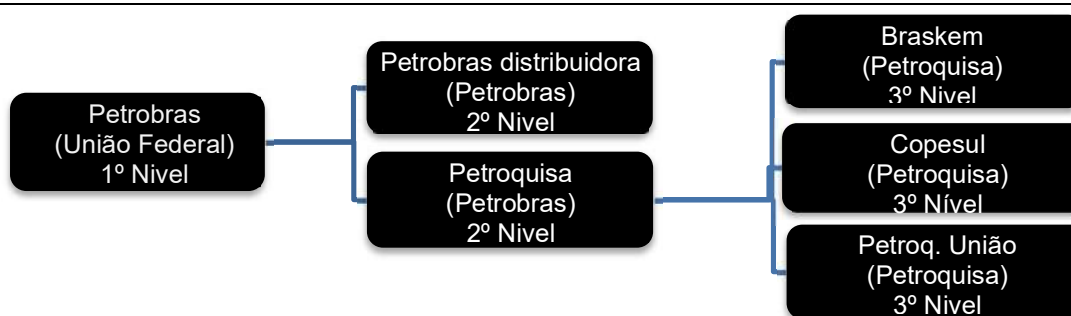 Petrobras
(União Federal)
1º Nivel
Petrobras distribuidora
(Petrobras)
2º Nivel
Petroquisa
(Petrobras)
2º Nivel
Braskem
(Petroquisa)
3º Nivel
Copesul
(Petroquisa)
3º Nível
Petroq. União
(Petroquisa)
3º Nivel